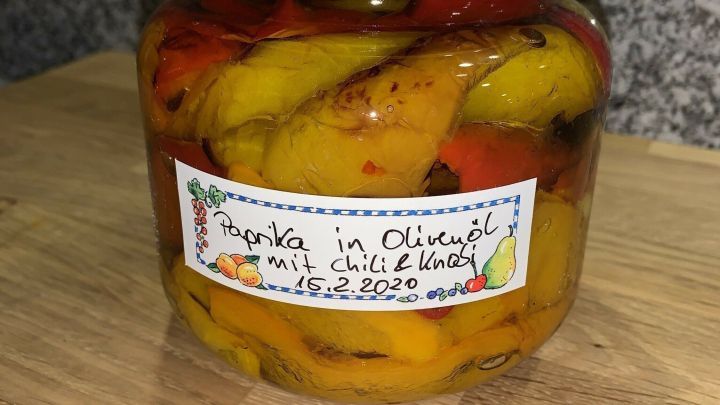 Paprika in Olivenöl
mit Chili & Knobi
15.2.2020